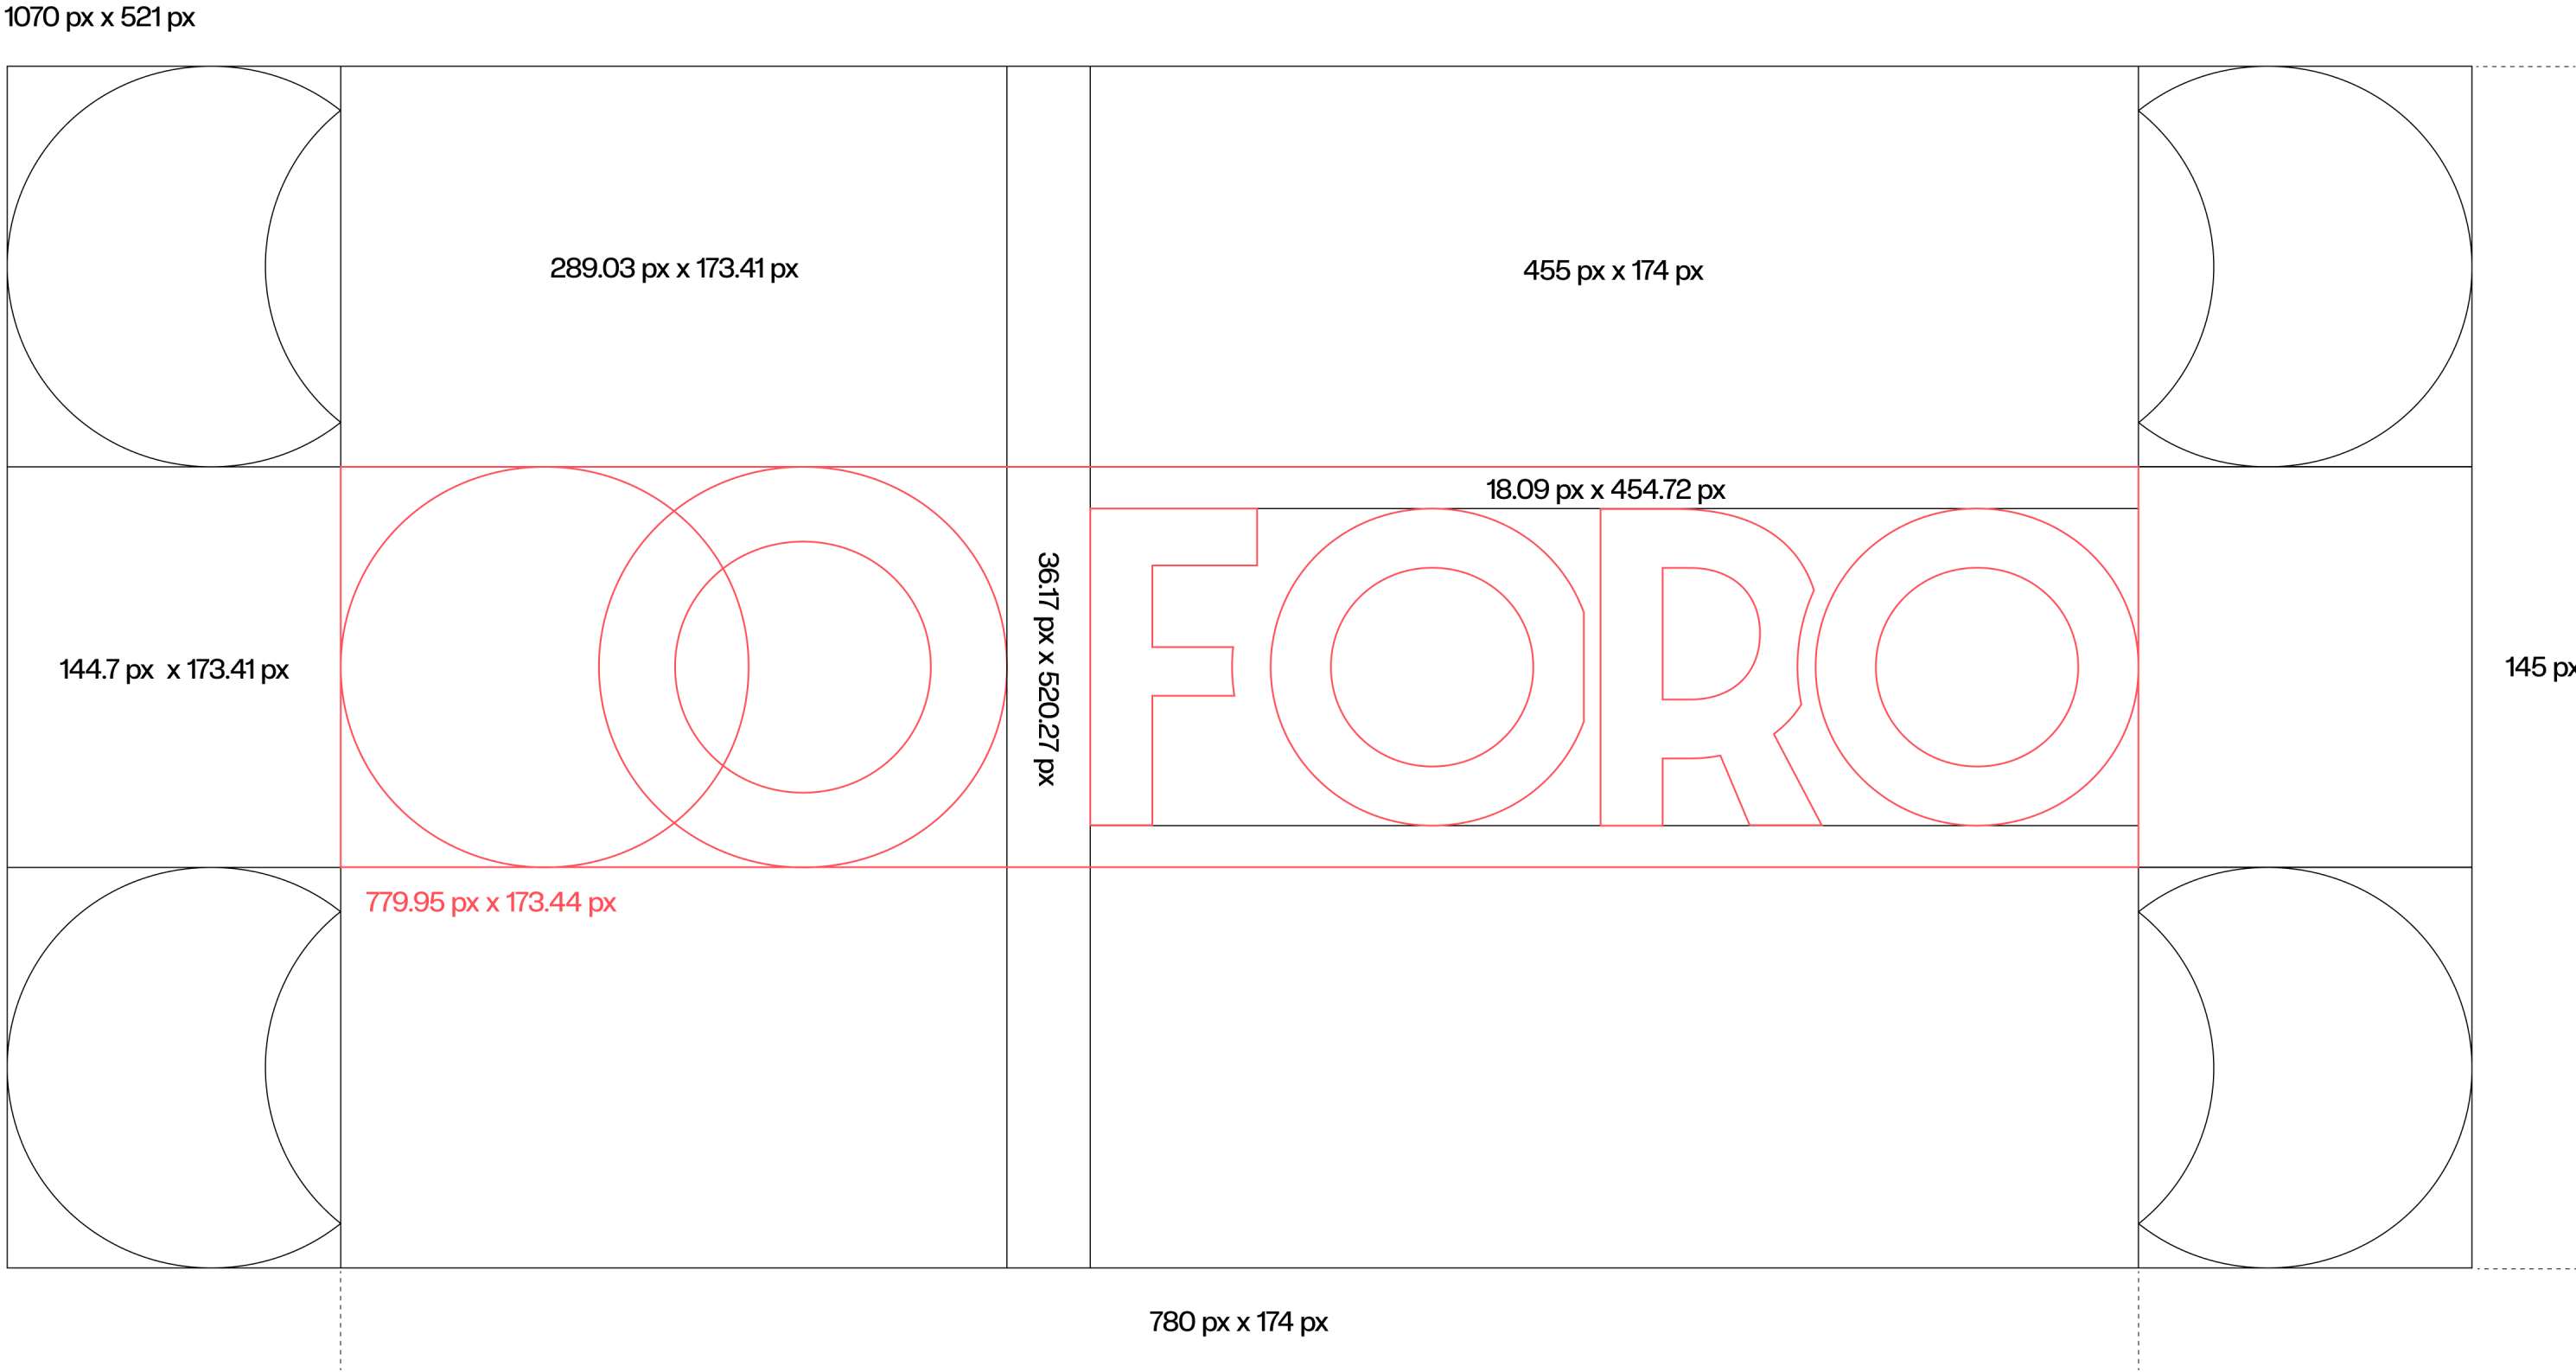 1070 px x 521 px
289.03 px x 173.41 px
455 px x 174 px
18.09 px x 454.72 px
FORO
36.17 px x 520.27 px
144.7 px  x 173.41 px
145 px
779.95 px x 173.44 px
780 px x 174 px